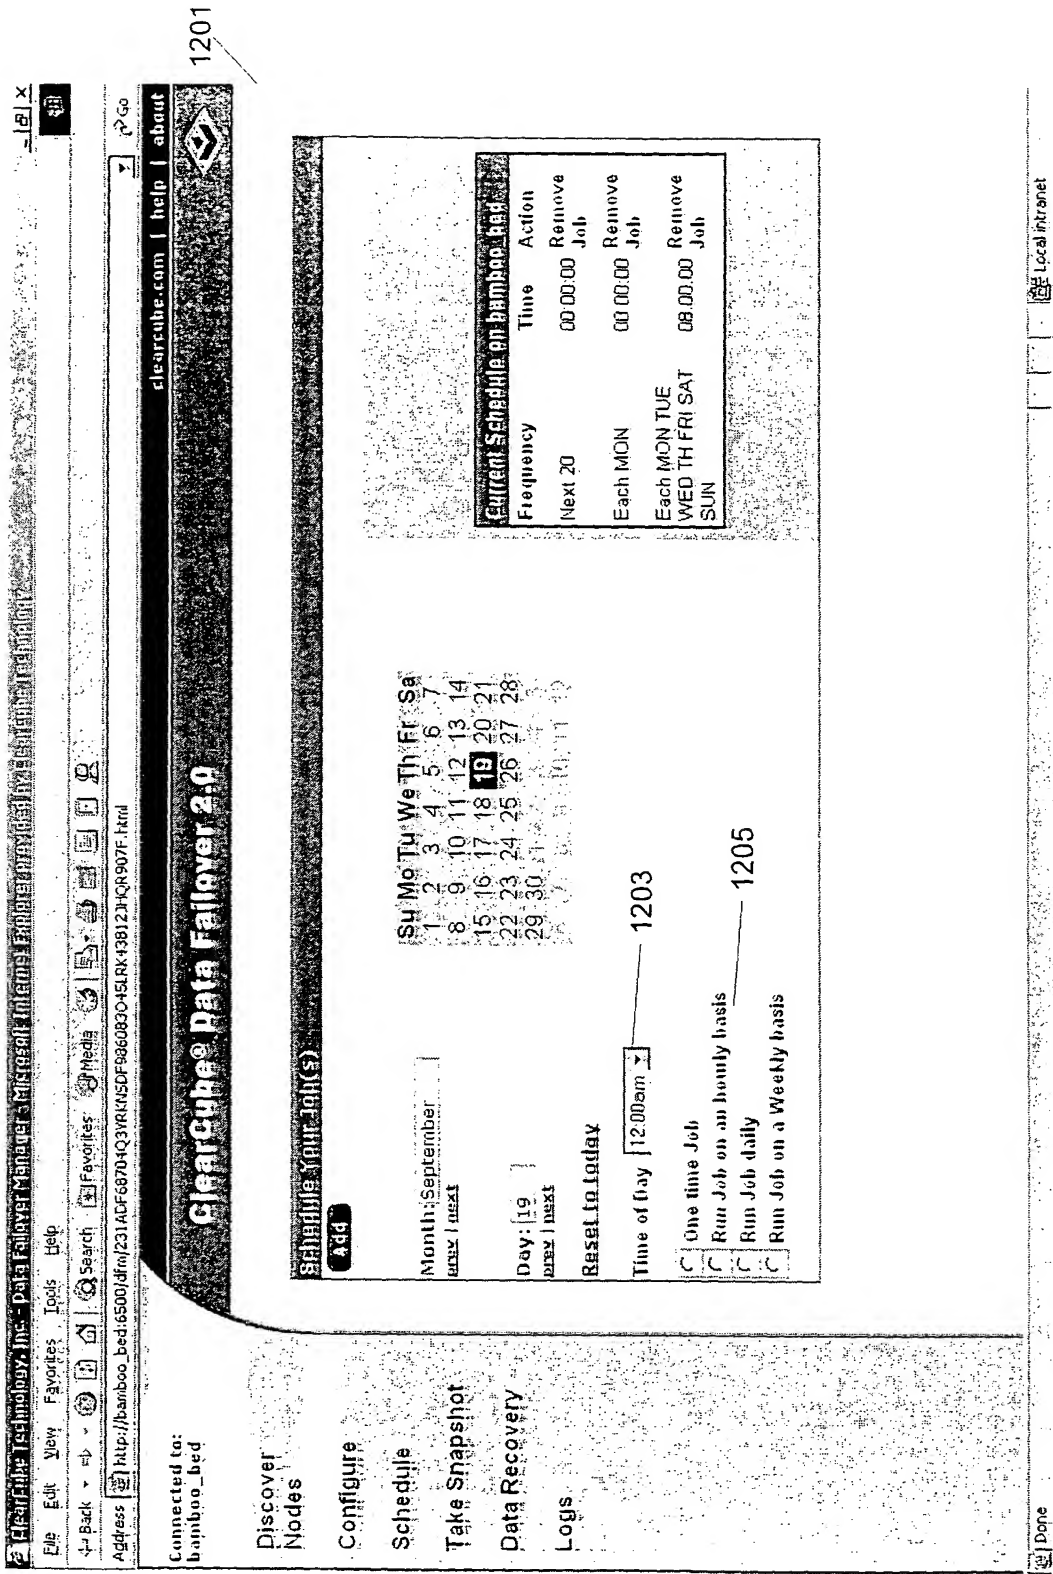 ClearCube Technology, Inc - Data Failover Manager - Microsoft Internet Explorer provided by ClearCube Technology
File Edit View Favorites Tools Help
Back Search Favorites Media
Address http://bamboo_bed:6500/dfm/
Go
clearcube.com | help | about
1201
Connected to:
bamboo_bed
ClearCube® Data Failover 2.0
Discover
Nodes
Configure
Schedule
Take Snapshot
Data Recovery
Logs
Schedule Your Job(s)
Add
Month: September
prev | next
Day: 19
prev | next
Reset to today
Time of Day 12:00am
1203
One time Job
Run Job on an hourly basis
Run Job daily
Run Job on a Weekly basis
1205
Su Mo Tu We Th Fr Sa
1 2 3 4 5 6 7
8 9 10 11 12 13 14
15 16 17 18 19 20 21
22 23 24 25 26 27 28
29 30
Current Schedule on bamboo_bed
Frequency Time Action
Next 20 00:00:00 Remove Job
Each MON 00:00:00 Remove Job
Each MON TUE WED TH FRI SAT SUN 08:00:00 Remove Job
Done
Local intranet